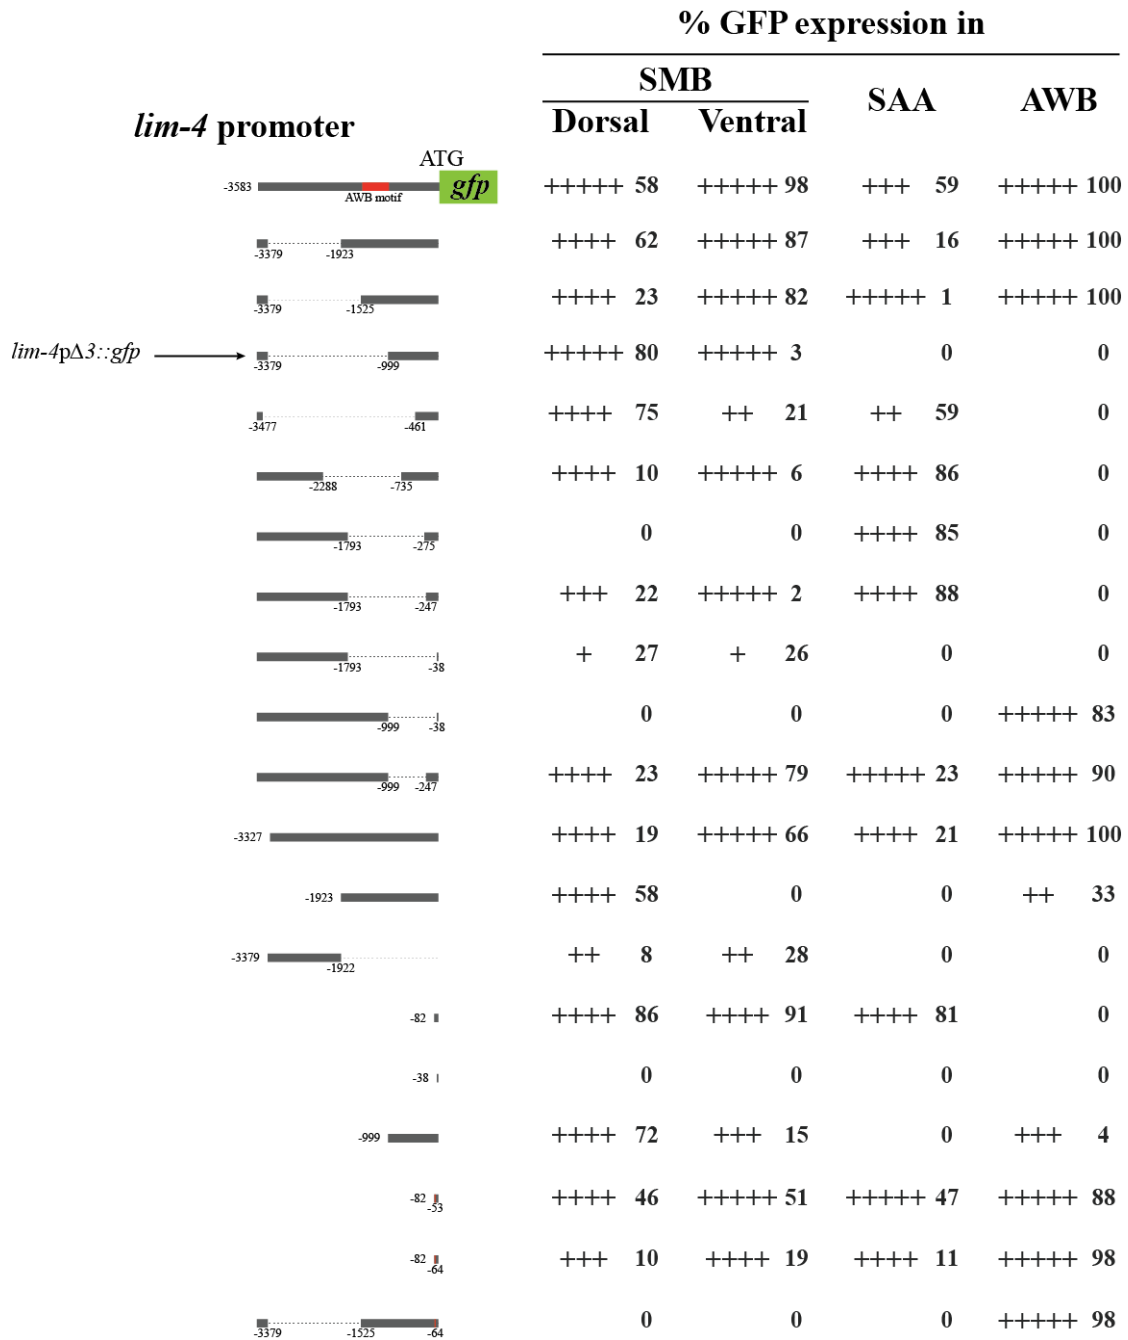 % GFP expression in
SMB SAA AWB
lim-4 promoter Dorsal Ventral
ATG
-3583 gfp +++++ 58 +++++ 98 +++ 59 +++++ 100
AWB motif
++++ 62 +++++ 87 +++ 16 +++++ 100
-3379 -1923
++++ 23 +++++ 82 +++++ 1 +++++ 100
-3379 -1525
lim-4pΔ3::gfp +++++ 80 +++++ 3 0 0
-3379 -999
++++ 75 ++ 21 ++ 59 0
-3477 -461
++++ 10 +++++ 6 ++++ 86 0
-2288 -735
0 0 ++++ 85 0
-1793 -275
+++ 22 +++++ 2 ++++ 88 0
-1793 -247
+ 27 + 26 0 0
-1793 -38
0 0 0 +++++ 83
-999 -38
++++ 23 +++++ 79 +++++ 23 +++++ 90
-999 -247
-3327 ++++ 19 +++++ 66 ++++ 21 +++++ 100
-1923 ++++ 58 0 0 ++ 33
-3379 ++ 8 ++ 28 0 0
-1922
-82 ++++ 86 ++++ 91 ++++ 81 0
-38 0 0 0 0
-999 ++++ 72 +++ 15 0 +++ 4
-82 ++++ 46 +++++ 51 +++++ 47 +++++ 88
-53
-82 +++ 10 ++++ 19 ++++ 11 +++++ 98
-64
0 0 0 +++++ 98
-3379 -1525 -64